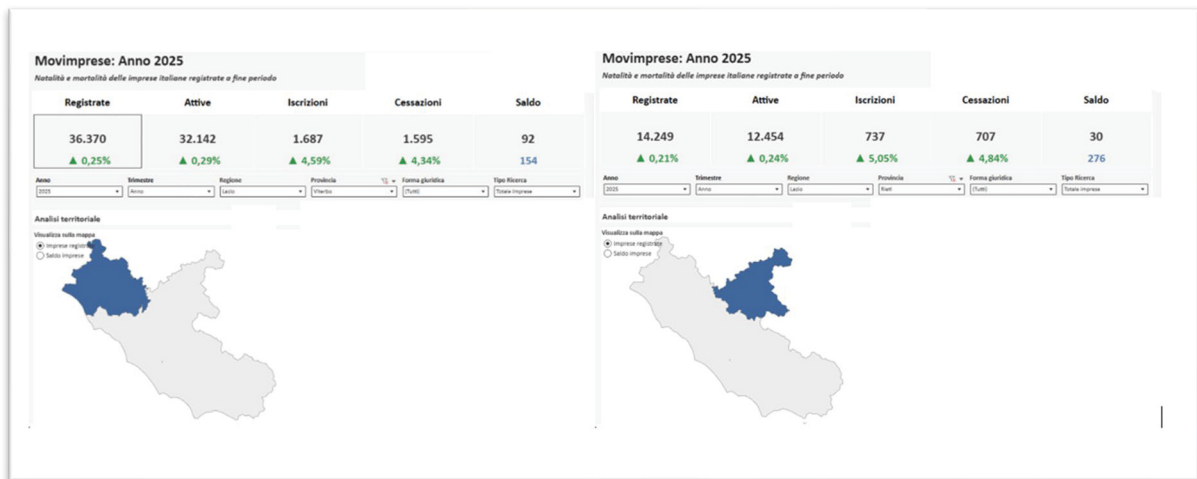 Movimprese: Anno 2025
Natalità e mortalità delle imprese italiane registrate a fine periodo
Registrate Attive Iscrizioni Cessazioni Saldo
36.370 32.142 1.687 1.595 92
▲ 0,25% ▲ 0,29% ▲ 4,59% ▲ 4,34% 154
Anno Trimestre Regione Provincia Forma giuridica Tipo Ricerca
2025 Anno Lazio Viterbo (Tutti) Totale imprese
Analisi territoriale
Visualizza sulla mappa
Imprese registrate
Saldo imprese
Movimprese: Anno 2025
Natalità e mortalità delle imprese italiane registrate a fine periodo
Registrate Attive Iscrizioni Cessazioni Saldo
14.249 12.454 737 707 30
▲ 0,21% ▲ 0,24% ▲ 5,05% ▲ 4,84% 276
Anno Trimestre Regione Provincia Forma giuridica Tipo Ricerca
2025 Anno Lazio Rieti (Tutti) Totale imprese
Analisi territoriale
Visualizza sulla mappa
Imprese registrate
Saldo imprese